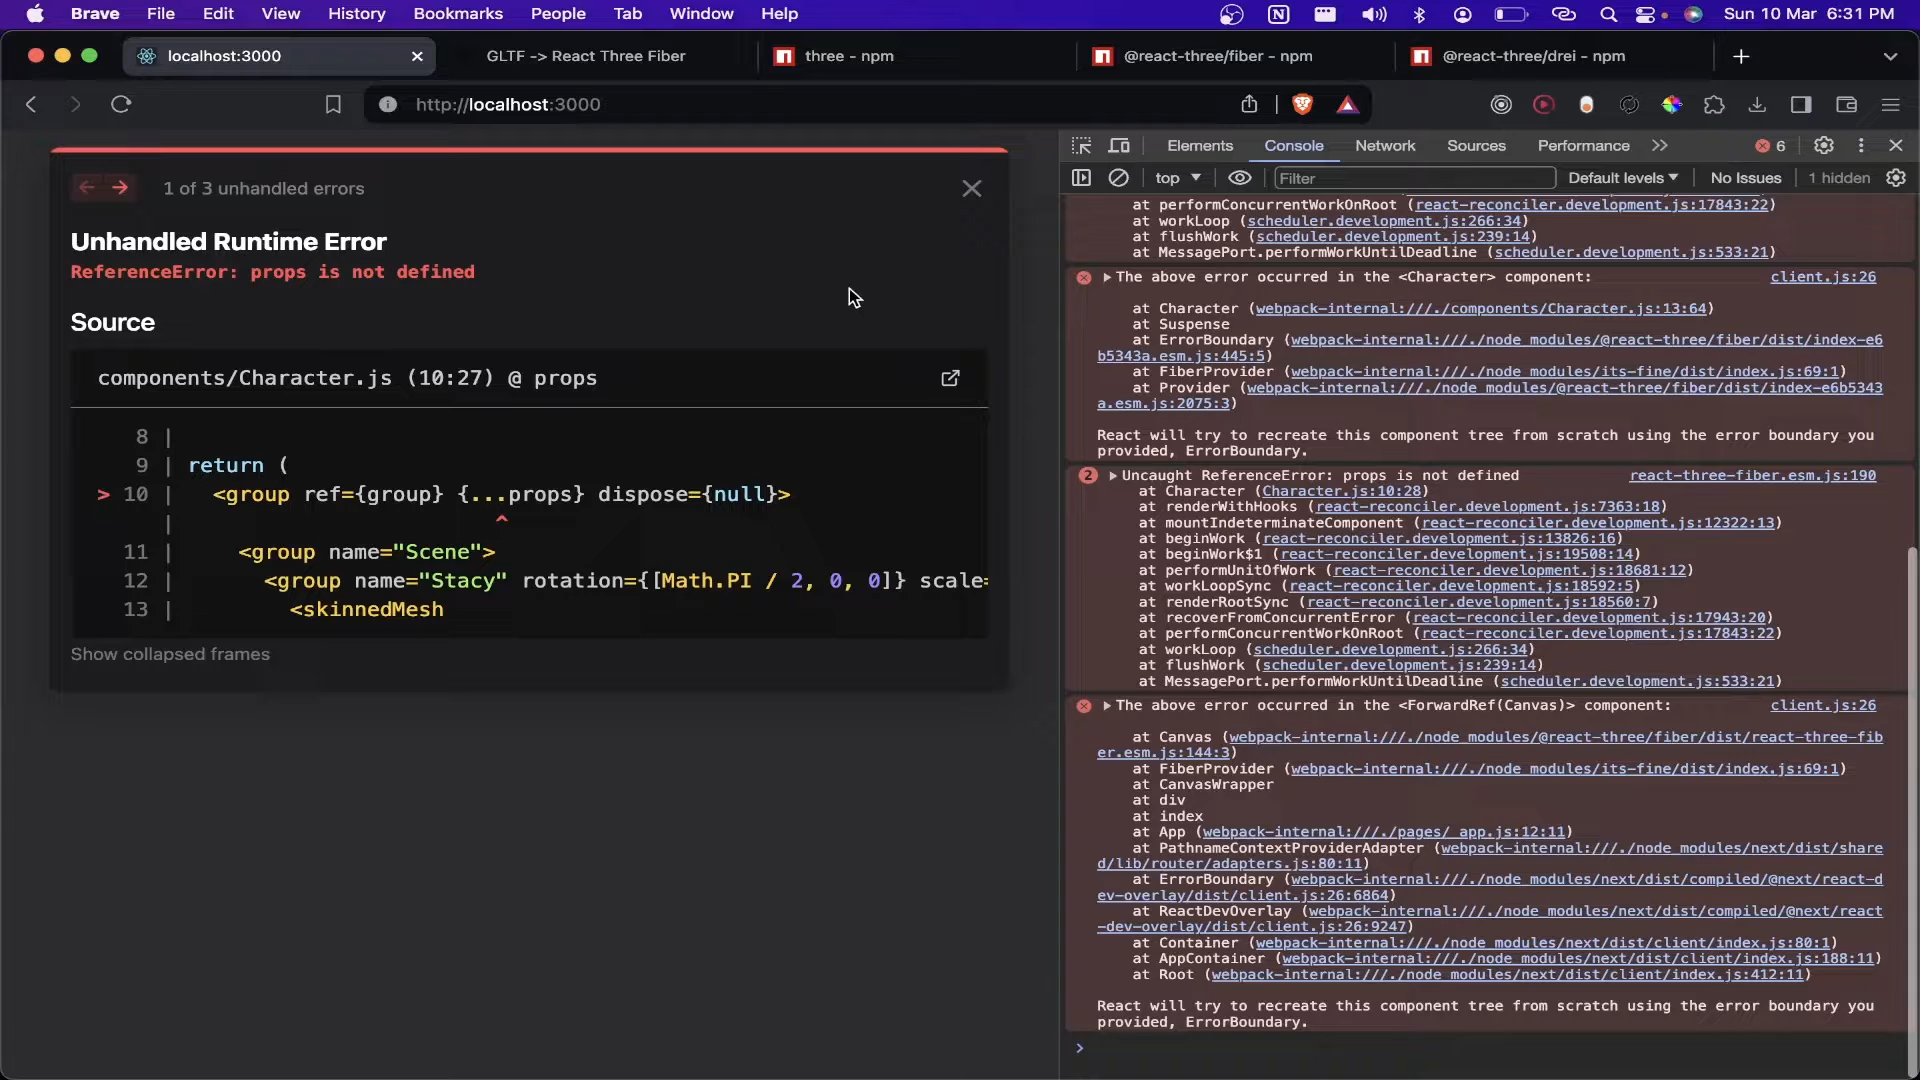 Brave File Edit View History Bookmarks People Tab Window Help Sun 10 Mar 6:31 PM
localhost:3000 GLTF -> React Three Fiber three - npm @react-three/fiber - npm @react-three/drei - npm
http://localhost:3000
1 of 3 unhandled errors
Unhandled Runtime Error
ReferenceError: props is not defined
Source
components/Character.js (10:27) @ props
8 |
9 | return (
> 10 | <group ref={group} {...props} dispose={null}>
| ^
11 | <group name="Scene">
12 | <group name="Stacy" rotation={[Math.PI / 2, 0, 0]} scale=
13 | <skinnedMesh
Show collapsed frames
Elements Console Network Sources Performance 6
top Filter Default levels No Issues 1 hidden
at performConcurrentWorkOnRoot (react-reconciler.development.js:17843:22)
at workLoop (scheduler.development.js:266:34)
at flushWork (scheduler.development.js:239:14)
at MessagePort.performWorkUntilDeadline (scheduler.development.js:533:21)
The above error occurred in the <Character> component: client.js:26
at Character (webpack-internal:///./components/Character.js:13:64)
at Suspense
at ErrorBoundary (webpack-internal:///./node_modules/@react-three/fiber/dist/index-e6
b5343a.esm.js:445:5)
at FiberProvider (webpack-internal:///./node_modules/its-fine/dist/index.js:69:1)
at Provider (webpack-internal:///./node_modules/@react-three/fiber/dist/index-e6b5343
a.esm.js:2075:3)
React will try to recreate this component tree from scratch using the error boundary you
provided, ErrorBoundary.
2 Uncaught ReferenceError: props is not defined react-three-fiber.esm.js:190
at Character (Character.js:10:28)
at renderWithHooks (react-reconciler.development.js:7363:18)
at mountIndeterminateComponent (react-reconciler.development.js:12322:13)
at beginWork (react-reconciler.development.js:13826:16)
at beginWork$1 (react-reconciler.development.js:19508:14)
at performUnitOfWork (react-reconciler.development.js:18681:12)
at workLoopSync (react-reconciler.development.js:18592:5)
at renderRootSync (react-reconciler.development.js:18560:7)
at recoverFromConcurrentError (react-reconciler.development.js:17943:20)
at performConcurrentWorkOnRoot (react-reconciler.development.js:17843:22)
at workLoop (scheduler.development.js:266:34)
at flushWork (scheduler.development.js:239:14)
at MessagePort.performWorkUntilDeadline (scheduler.development.js:533:21)
The above error occurred in the <ForwardRef(Canvas)> component: client.js:26
at Canvas (webpack-internal:///./node_modules/@react-three/fiber/dist/react-three-fib
er.esm.js:144:3)
at FiberProvider (webpack-internal:///./node_modules/its-fine/dist/index.js:69:1)
at CanvasWrapper
at div
at index
at App (webpack-internal:///./pages/_app.js:12:11)
at PathnameContextProviderAdapter (webpack-internal:///./node_modules/next/dist/share
d/lib/router/adapters.js:80:11)
at ErrorBoundary (webpack-internal:///./node_modules/next/dist/compiled/@next/react-d
ev-overlay/dist/client.js:26:6864)
at ReactDevOverlay (webpack-internal:///./node_modules/next/dist/compiled/@next/react
-dev-overlay/dist/client.js:26:9247)
at Container (webpack-internal:///./node_modules/next/dist/client/index.js:80:1)
at AppContainer (webpack-internal:///./node_modules/next/dist/client/index.js:188:11)
at Root (webpack-internal:///./node_modules/next/dist/client/index.js:412:11)
React will try to recreate this component tree from scratch using the error boundary you
provided, ErrorBoundary.